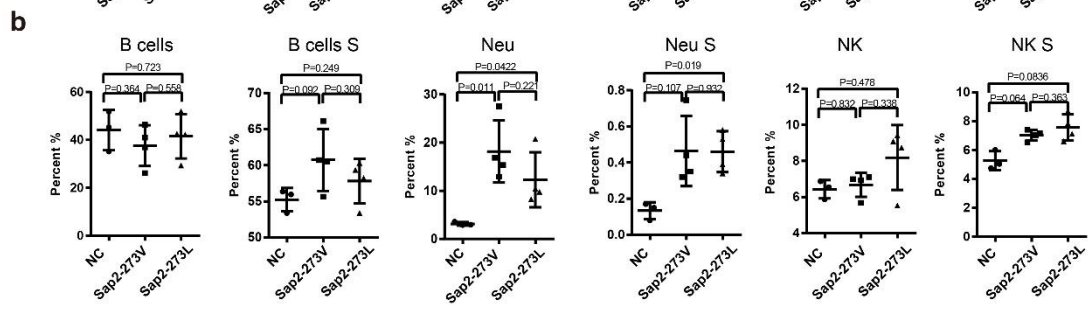 b
B cells
P=0.723
P=0.364
P=0.558
Percent %
60
40
20
0
NC
Sap2-273V
Sap2-273L
B cells S
P=0.249
P=0.092
P=0.309
Percent %
70
65
60
55
50
NC
Sap2-273V
Sap2-273L
Neu
P=0.0422
P=0.011
P=0.221
Percent %
30
20
10
0
NC
Sap2-273V
Sap2-273L
Neu S
P=0.019
P=0.107
P=0.932
Percent %
0.8
0.6
0.4
0.2
0.0
NC
Sap2-273V
Sap2-273L
NK
P=0.478
P=0.832
P=0.338
Percent %
12
10
8
6
4
NC
Sap2-273V
Sap2-273L
NK S
P=0.0836
P=0.064
P=0.363
Percent %
10
8
6
4
2
0
NC
Sap2-273V
Sap2-273L